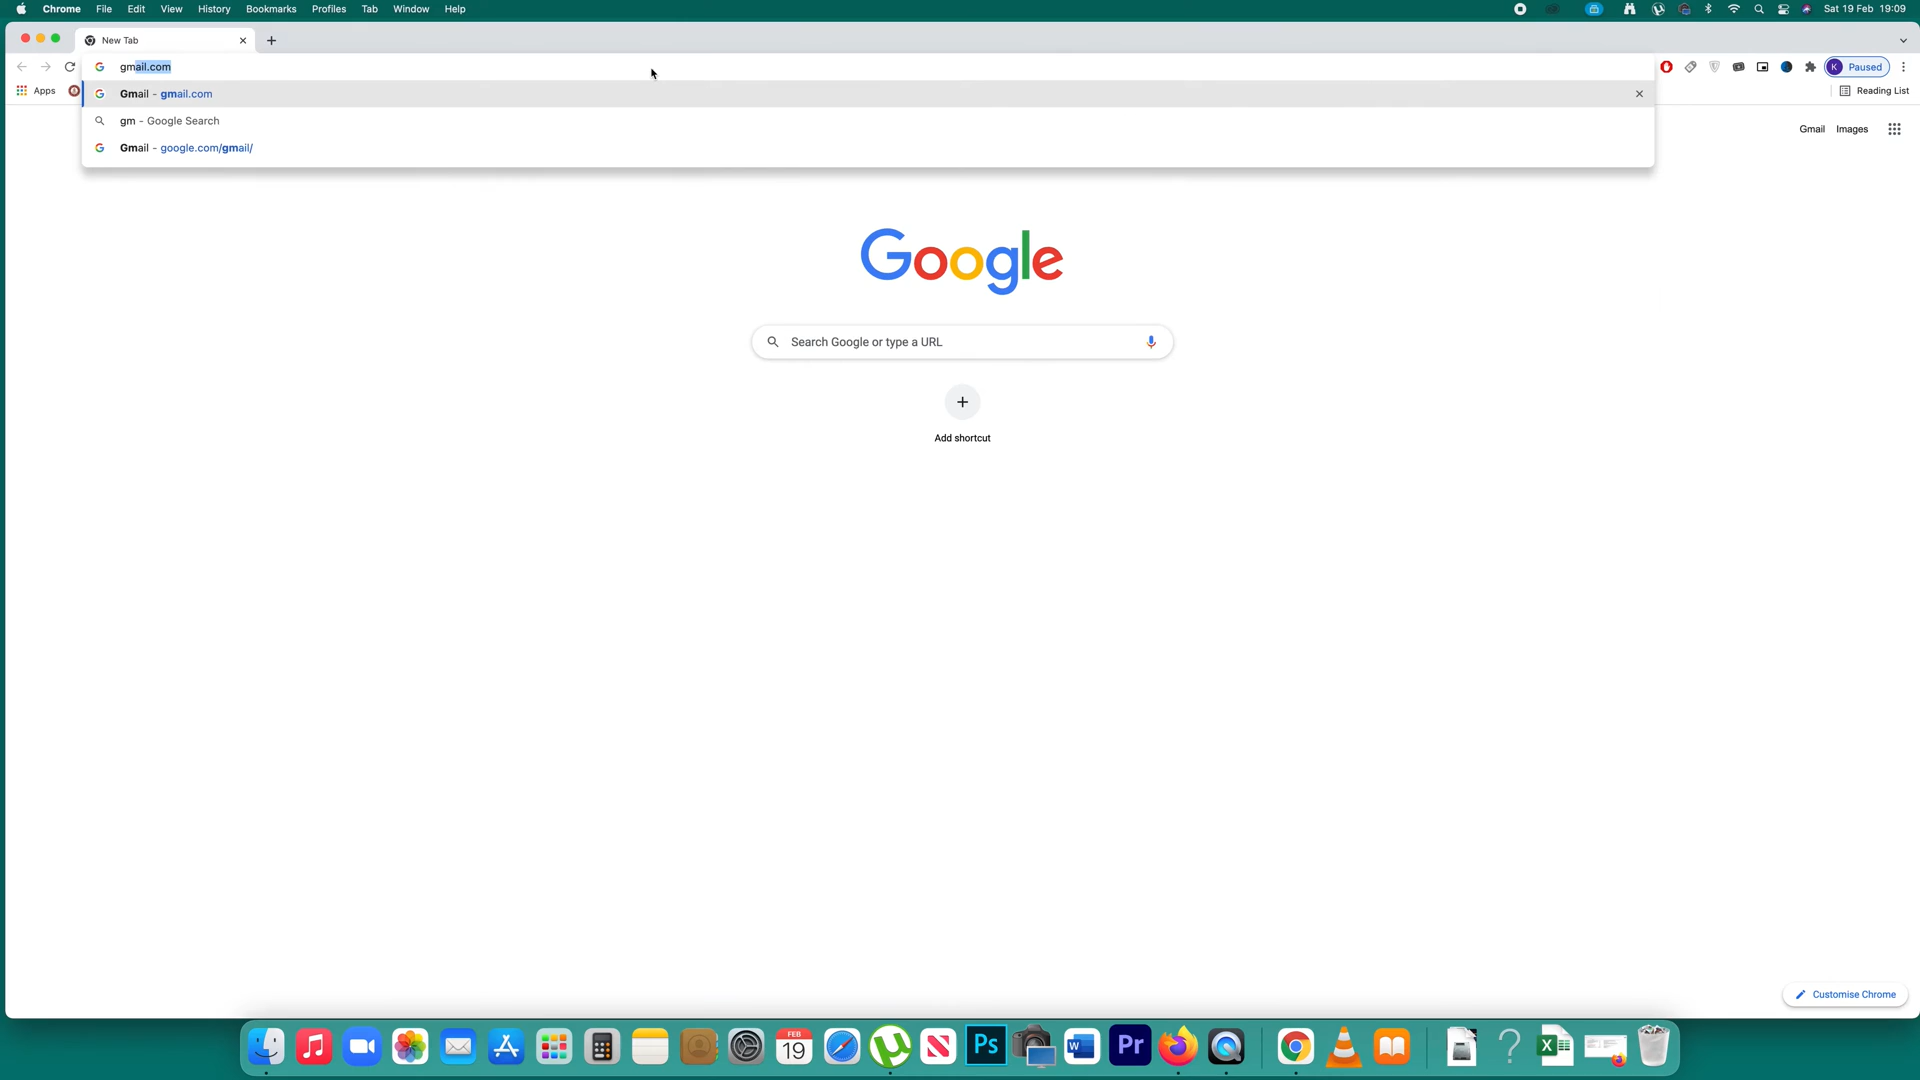 Chrome File Edit View History Bookmarks Profiles Tab Window Help Sat 19 Feb 19:09
New Tab
gmail.com
K Paused
Apps
Gmail - gmail.com
Reading List
gm - Google Search
Gmail Images
Gmail - google.com/gmail/
Google
Search Google or type a URL
Add shortcut
Customise Chrome
FEB
19
Ps
W
Pr
X